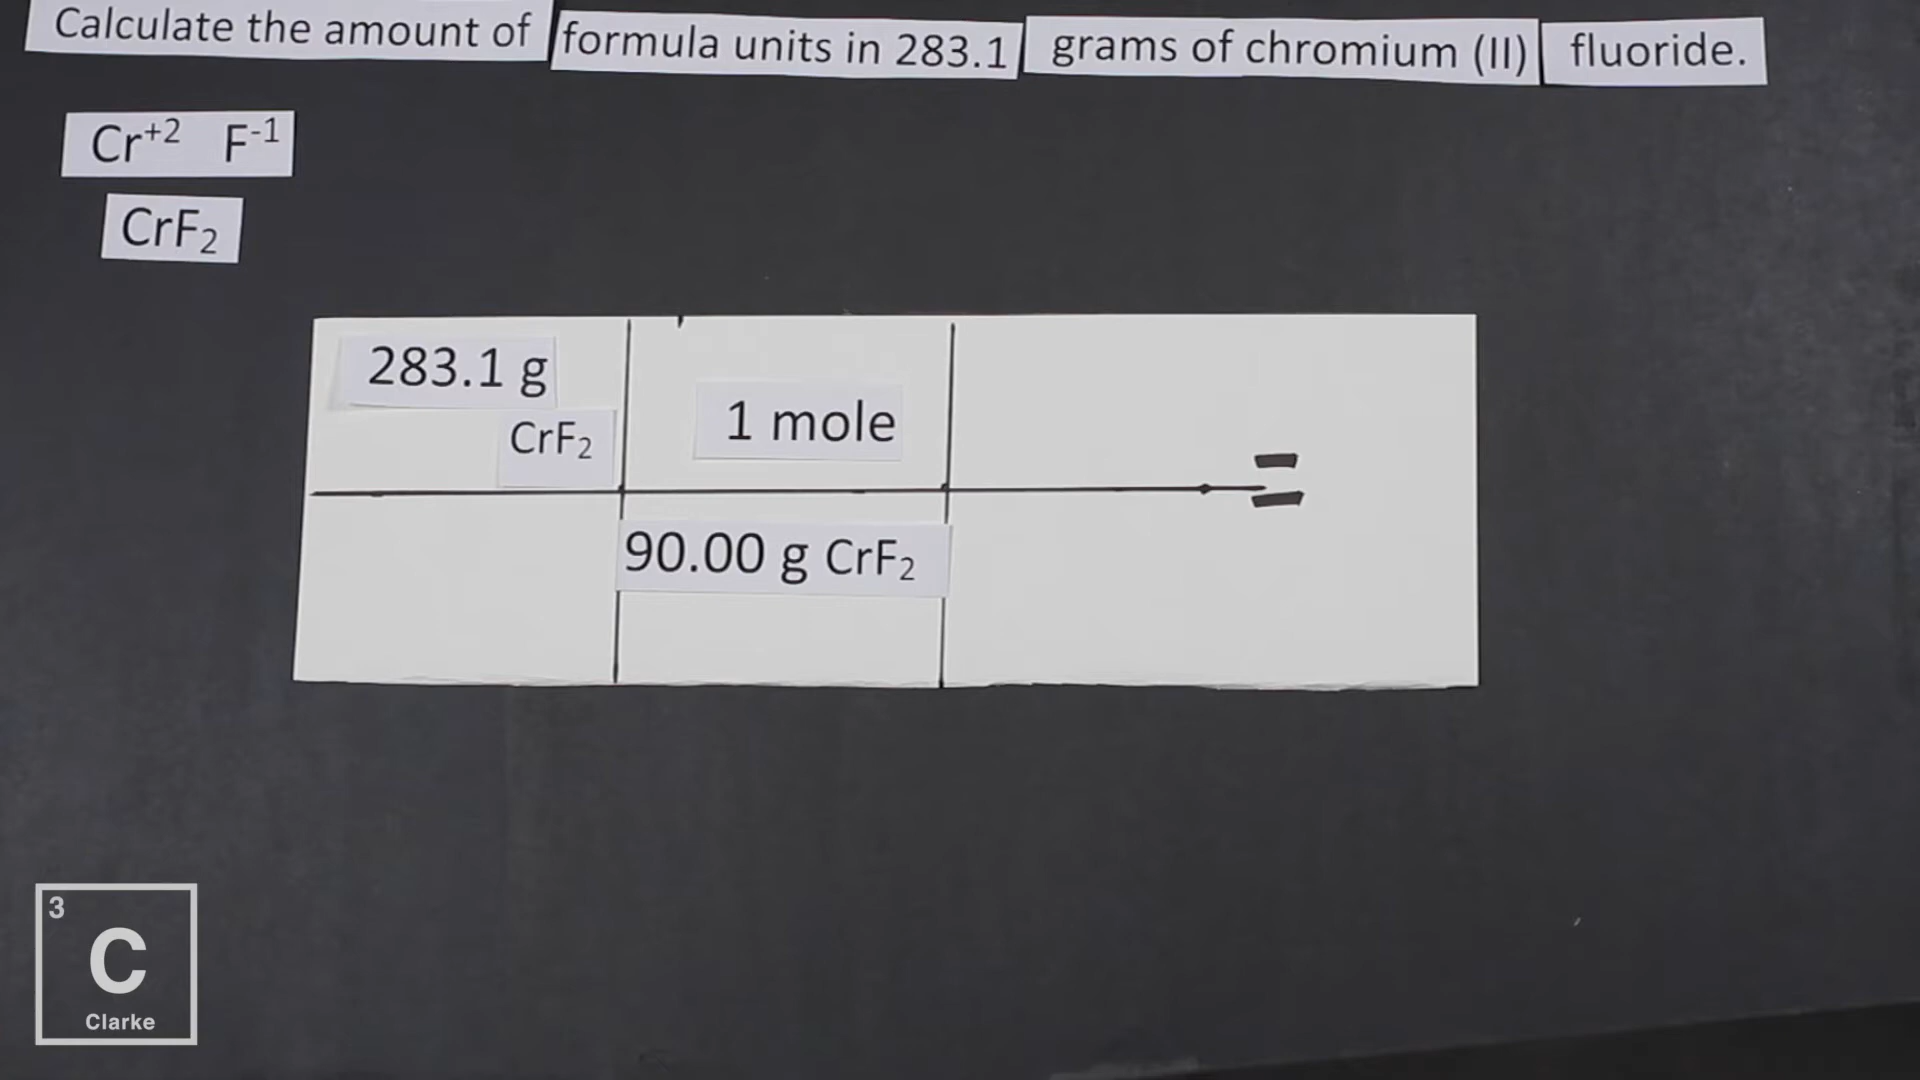 Calculate the amount of formula units in 283.1 grams of chromium (II) fluoride.
Cr⁺² F⁻¹
CrF₂
283.1 g
CrF₂
1 mole
=
90.00 g CrF₂
3
C
Clarke